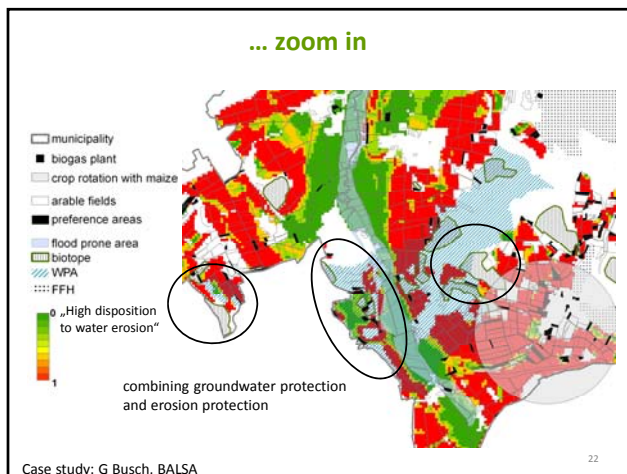 ... zoom in
municipality
biogas plant
crop rotation with maize
arable fields
preference areas
flood prone area
biotope
WPA
FFH
0
„High disposition
to water erosion“
1
combining groundwater protection
and erosion protection
Case study: G Busch, BALSA
22